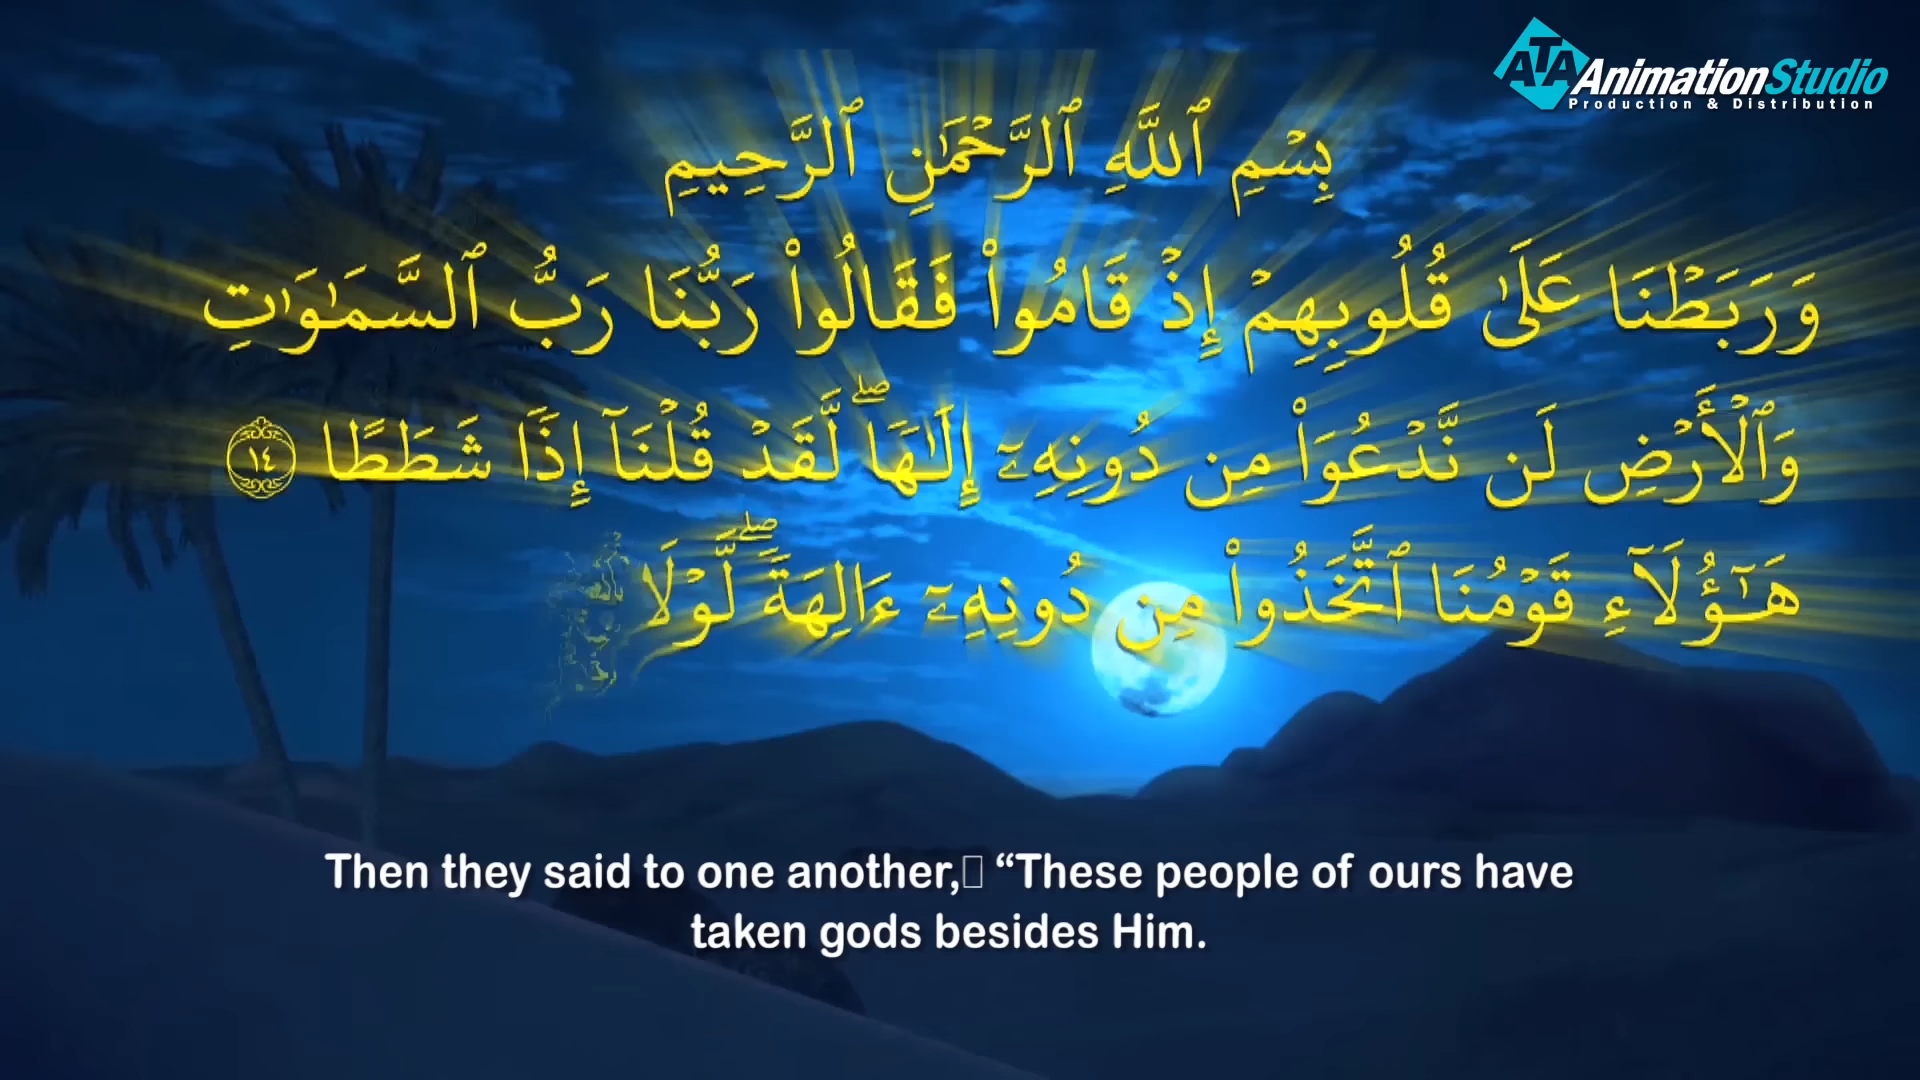 ATA AnimationStudio
Production & Distribution
بِسْمِ ٱللَّهِ ٱلرَّحْمَٰنِ ٱلرَّحِيمِ
وَرَبَطْنَا عَلَىٰ قُلُوبِهِمْ إِذْ قَامُوا۟ فَقَالُوا۟ رَبُّنَا رَبُّ ٱلسَّمَٰوَٰتِ
وَٱلْأَرْضِ لَن نَّدْعُوَا۟ مِن دُونِهِۦٓ إِلَٰهًا ۖ لَّقَدْ قُلْنَآ إِذًا شَطَطًا ١٤
هَٰٓؤُلَآءِ قَوْمُنَا ٱتَّخَذُوا۟ مِن دُونِهِۦٓ ءَالِهَةً ۖ لَّوْلَا
Then they said to one another, “These people of ours have
taken gods besides Him.